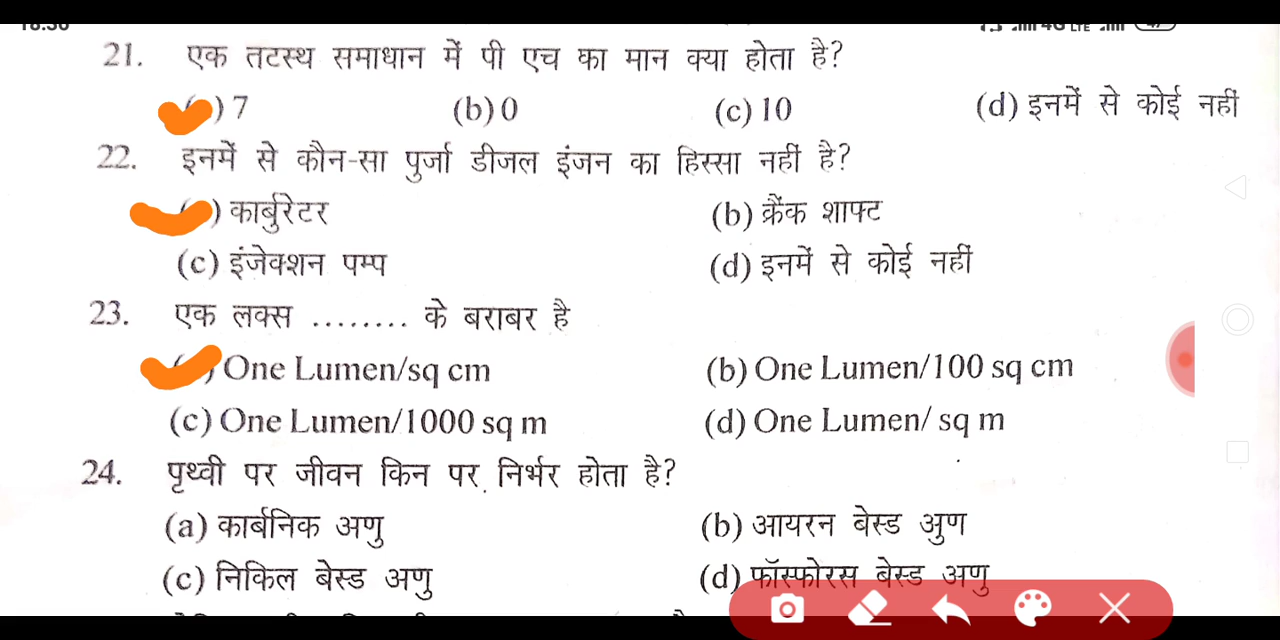 21. एक तटस्थ समाधान में पी एच का मान क्या होता है?
) 7 (b) 0 (c) 10 (d) इनमें से कोई नहीं
22. इनमें से कौन-सा पुर्जा डीजल इंजन का हिस्सा नहीं है?
) कार्बुरेटर (b) क्रैंक शाफ्ट
(c) इंजेक्शन पम्प (d) इनमें से कोई नहीं
23. एक लक्स ........ के बराबर है
One Lumen/sq cm (b) One Lumen/100 sq cm
(c) One Lumen/1000 sq m (d) One Lumen/ sq m
24. पृथ्वी पर जीवन किन पर निर्भर होता है?
(a) कार्बनिक अणु (b) आयरन बेस्ड अुण
(c) निकिल बेस्ड अणु (d) फॉस्फोरस बेस्ड अणु